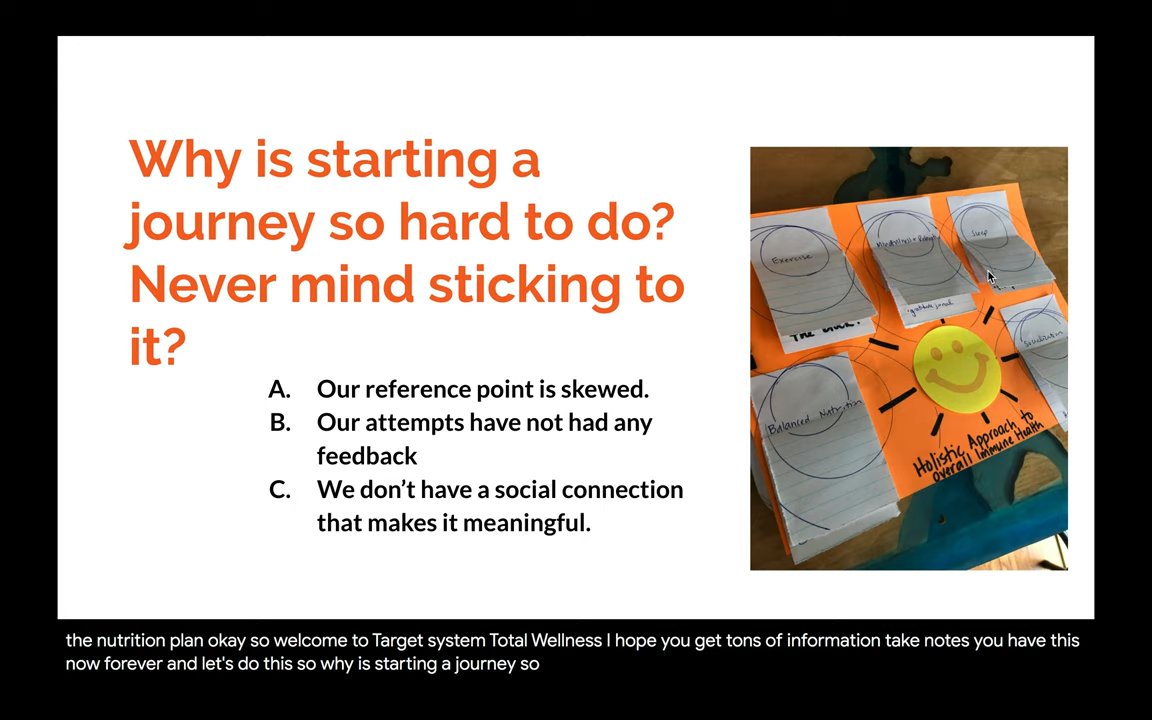 Why is starting a
journey so hard to do?
Never mind sticking to
it?
A. Our reference point is skewed.
B. Our attempts have not had any
feedback
C. We don't have a social connection
that makes it meaningful.
Exercise
Sleep
gratitude journal
Balanced Nutrition
Holistic Approach to
Overall Immune Health
the nutrition plan okay so welcome to Target system Total Wellness I hope you get tons of information take notes you have this
now forever and let's do this so why is starting a journey so